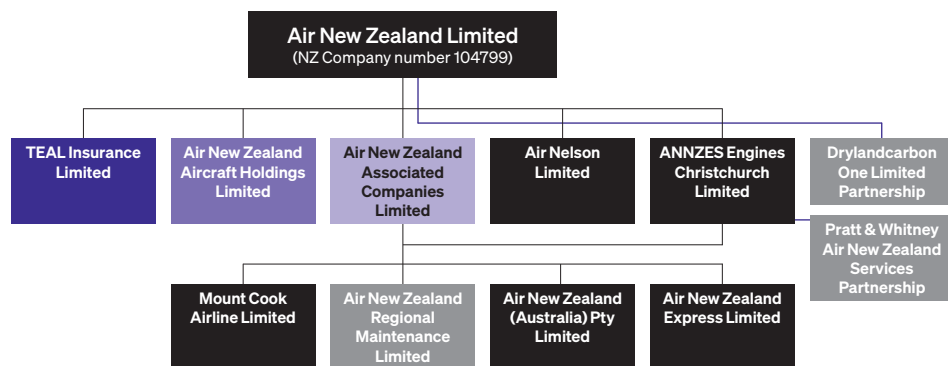 Air New Zealand Limited
(NZ Company number 104799)
TEAL Insurance
Limited
Air New Zealand
Aircraft Holdings
Limited
Air New Zealand
Associated
Companies
Limited
Air Nelson
Limited
ANNZES Engines
Christchurch
Limited
Drylandcarbon
One Limited
Partnership
Pratt & Whitney
Air New Zealand
Services
Partnership
Mount Cook
Airline Limited
Air New Zealand
Regional
Maintenance
Limited
Air New Zealand
(Australia) Pty
Limited
Air New Zealand
Express Limited